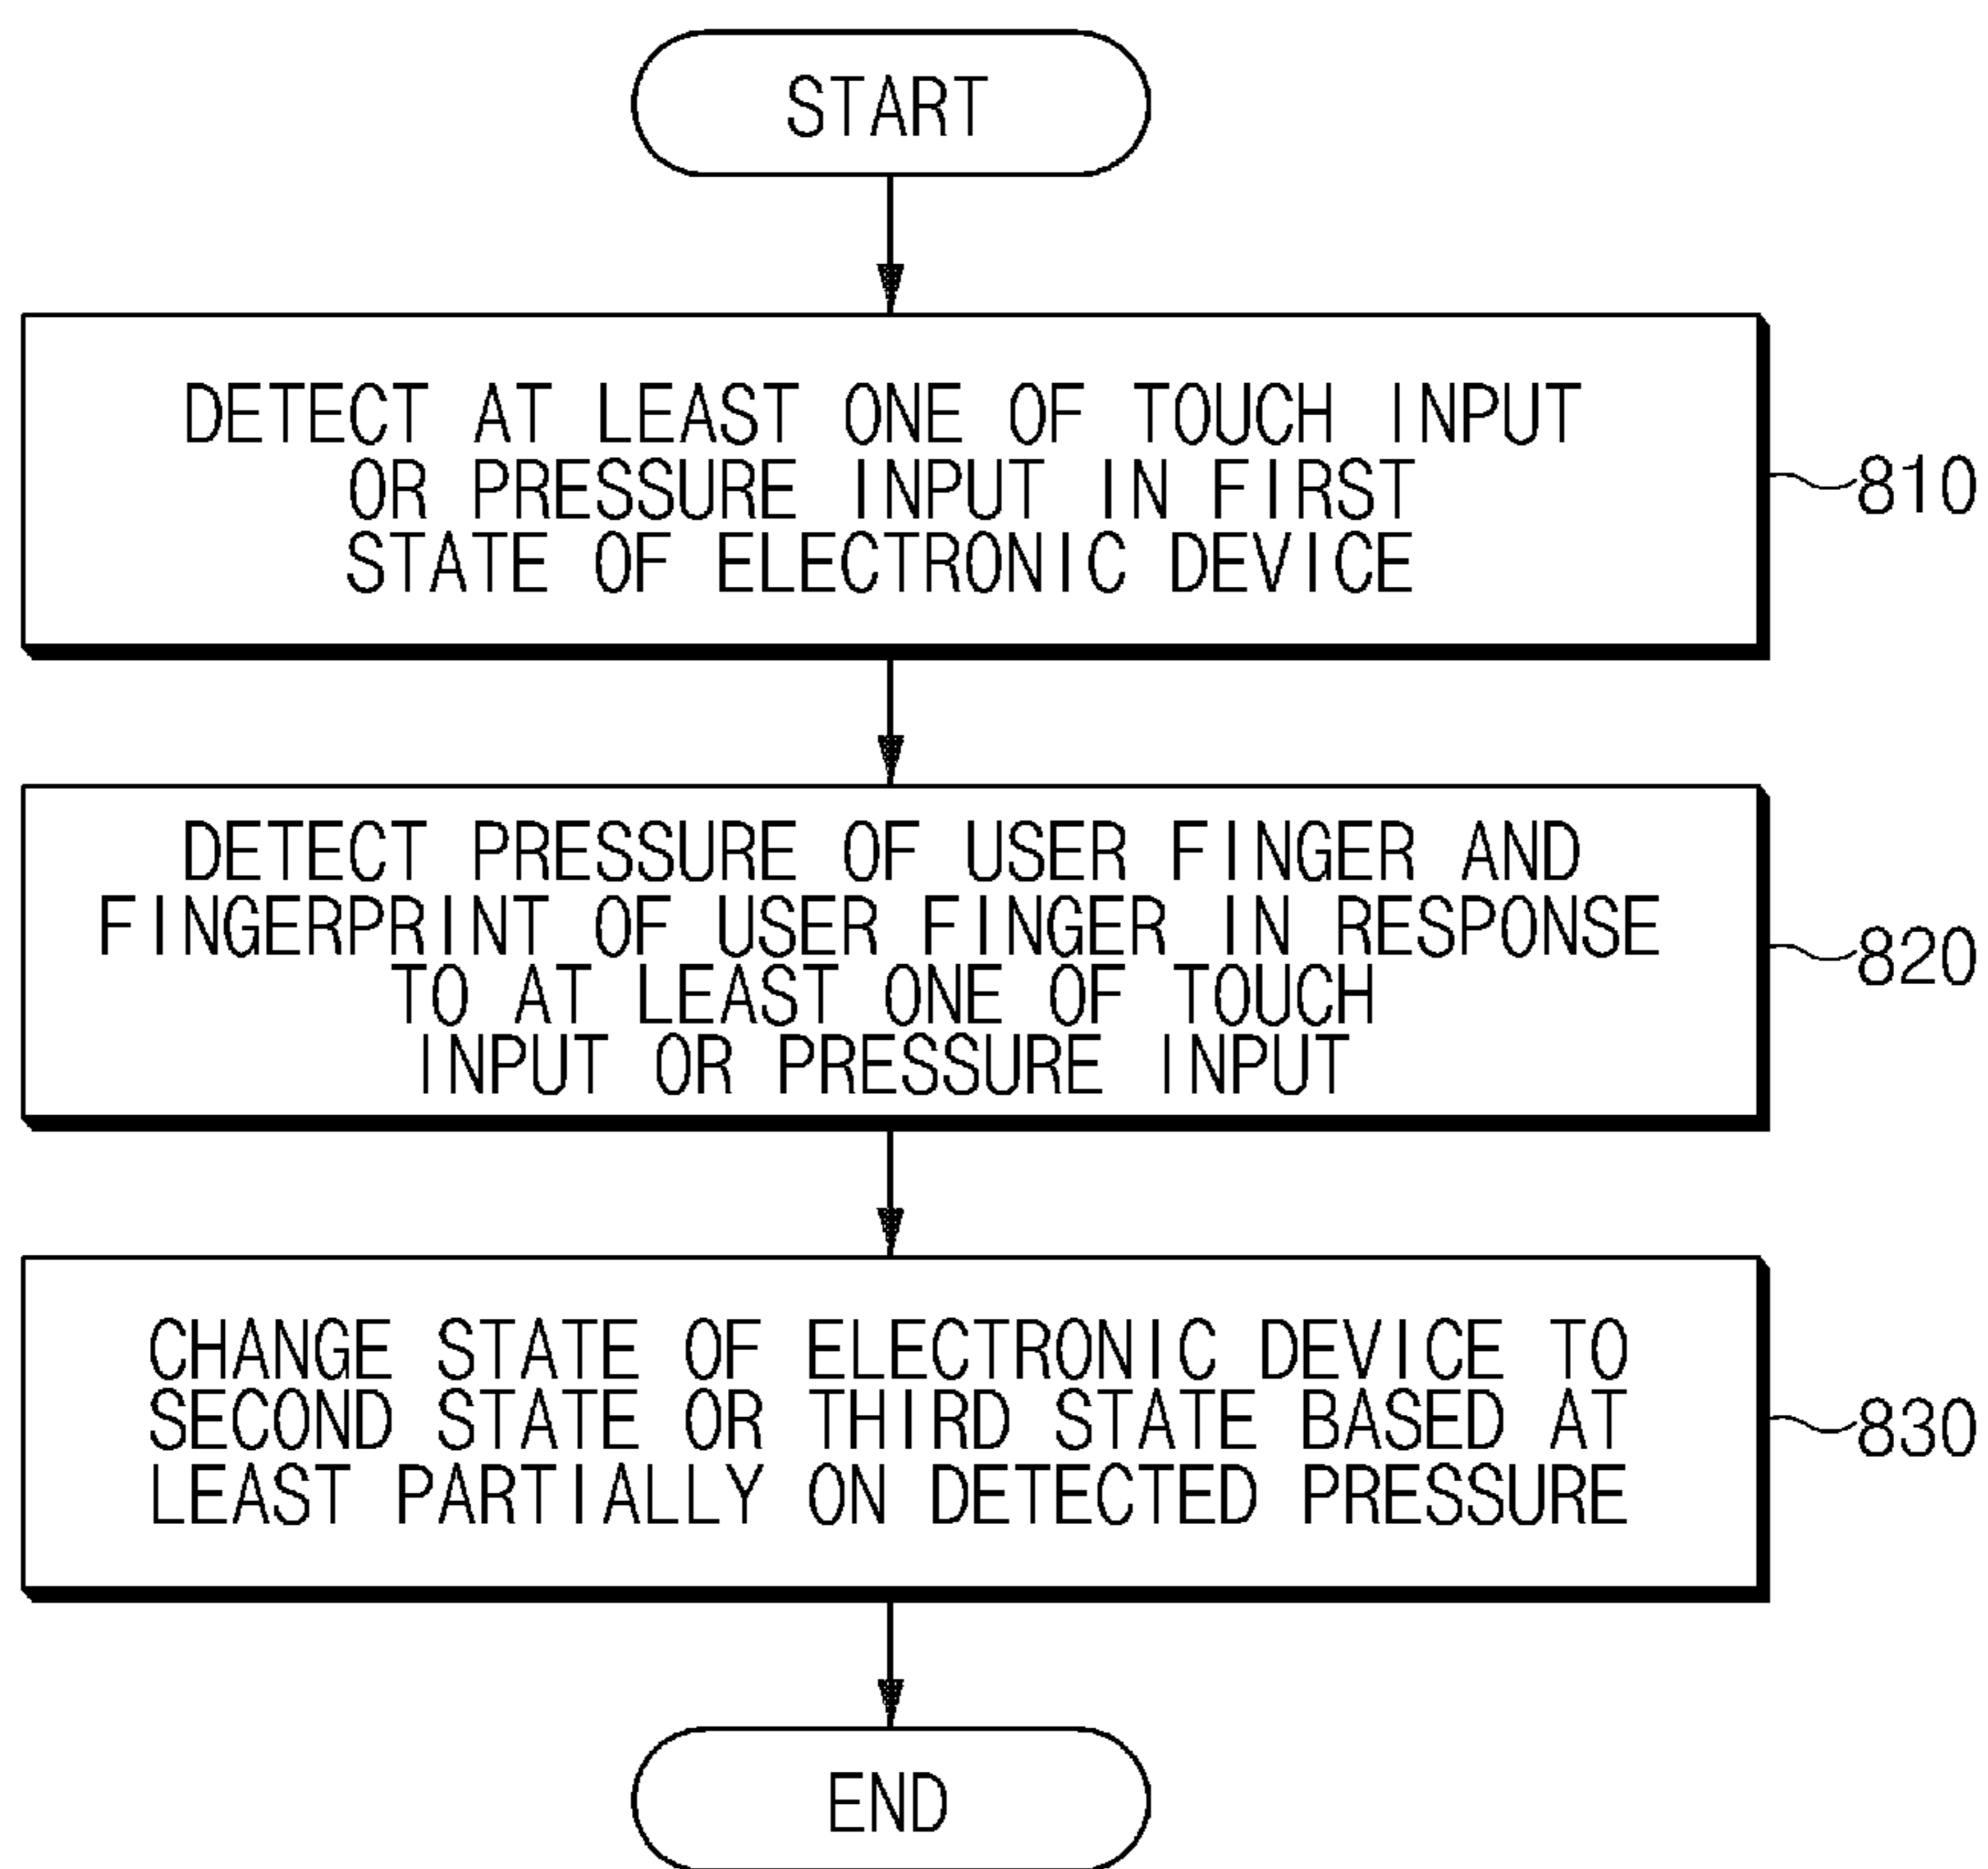 START
DETECT AT LEAST ONE OF TOUCH INPUT
OR PRESSURE INPUT IN FIRST
STATE OF ELECTRONIC DEVICE
810
DETECT PRESSURE OF USER FINGER AND
FINGERPRINT OF USER FINGER IN RESPONSE
TO AT LEAST ONE OF TOUCH
INPUT OR PRESSURE INPUT
820
CHANGE STATE OF ELECTRONIC DEVICE TO
SECOND STATE OR THIRD STATE BASED AT
LEAST PARTIALLY ON DETECTED PRESSURE
830
END